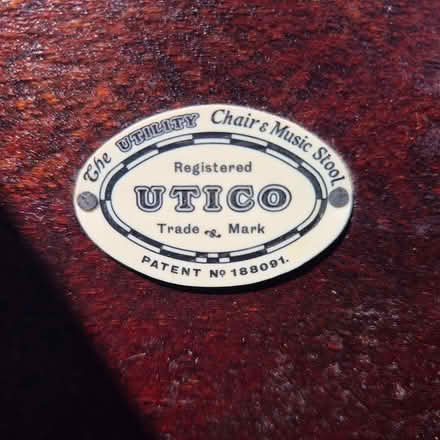 The UTILITY Chair & Music Stool.
Registered
UTICO
Trade & Mark
PATENT No 188091.